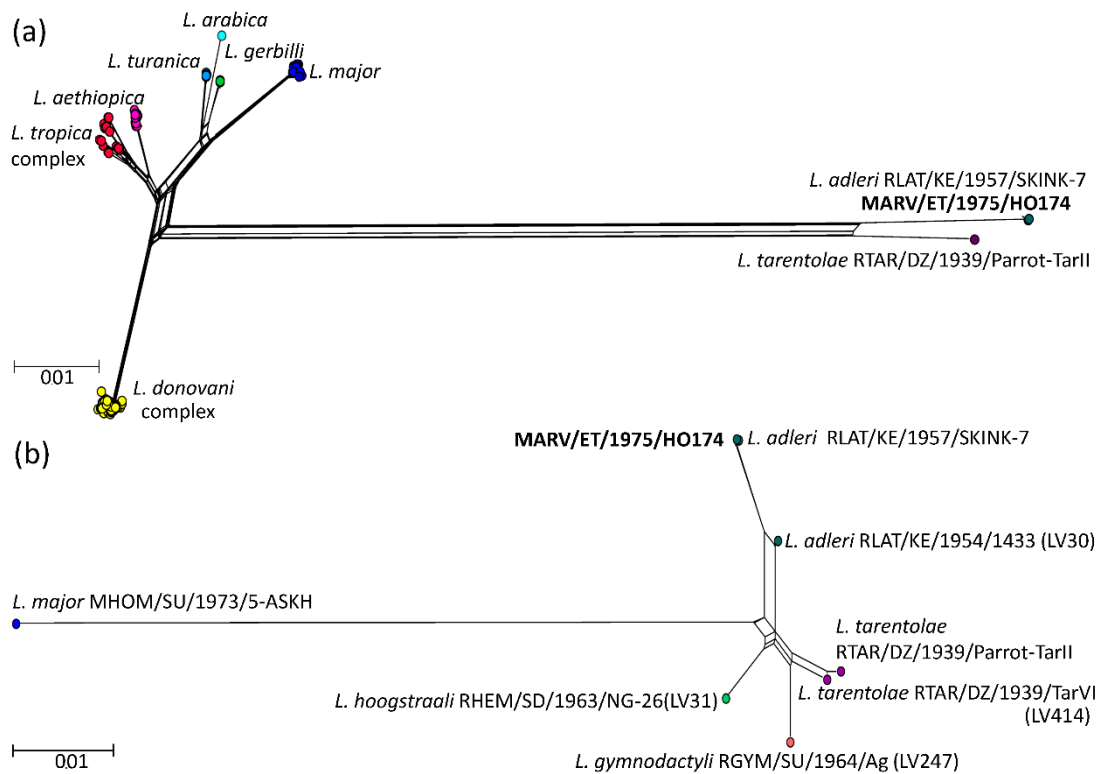 (a)
L. arabica
L. gerbilli
L. turanica
L. major
L. aethiopica
L. tropica
complex
L. adleri RLAT/KE/1957/SKINK-7
MARV/ET/1975/HO174
L. tarentolae RTAR/DZ/1939/Parrot-TarII
001
L. donovani
complex
(b)
MARV/ET/1975/HO174
L. adleri RLAT/KE/1957/SKINK-7
L. adleri RLAT/KE/1954/1433 (LV30)
L. major MHOM/SU/1973/5-ASKH
L. tarentolae
RTAR/DZ/1939/Parrot-TarII
L. hoogstraali RHEM/SD/1963/NG-26(LV31)
L. tarentolae RTAR/DZ/1939/TarVI
(LV414)
001
L. gymnodactyli RGYM/SU/1964/Ag (LV247)